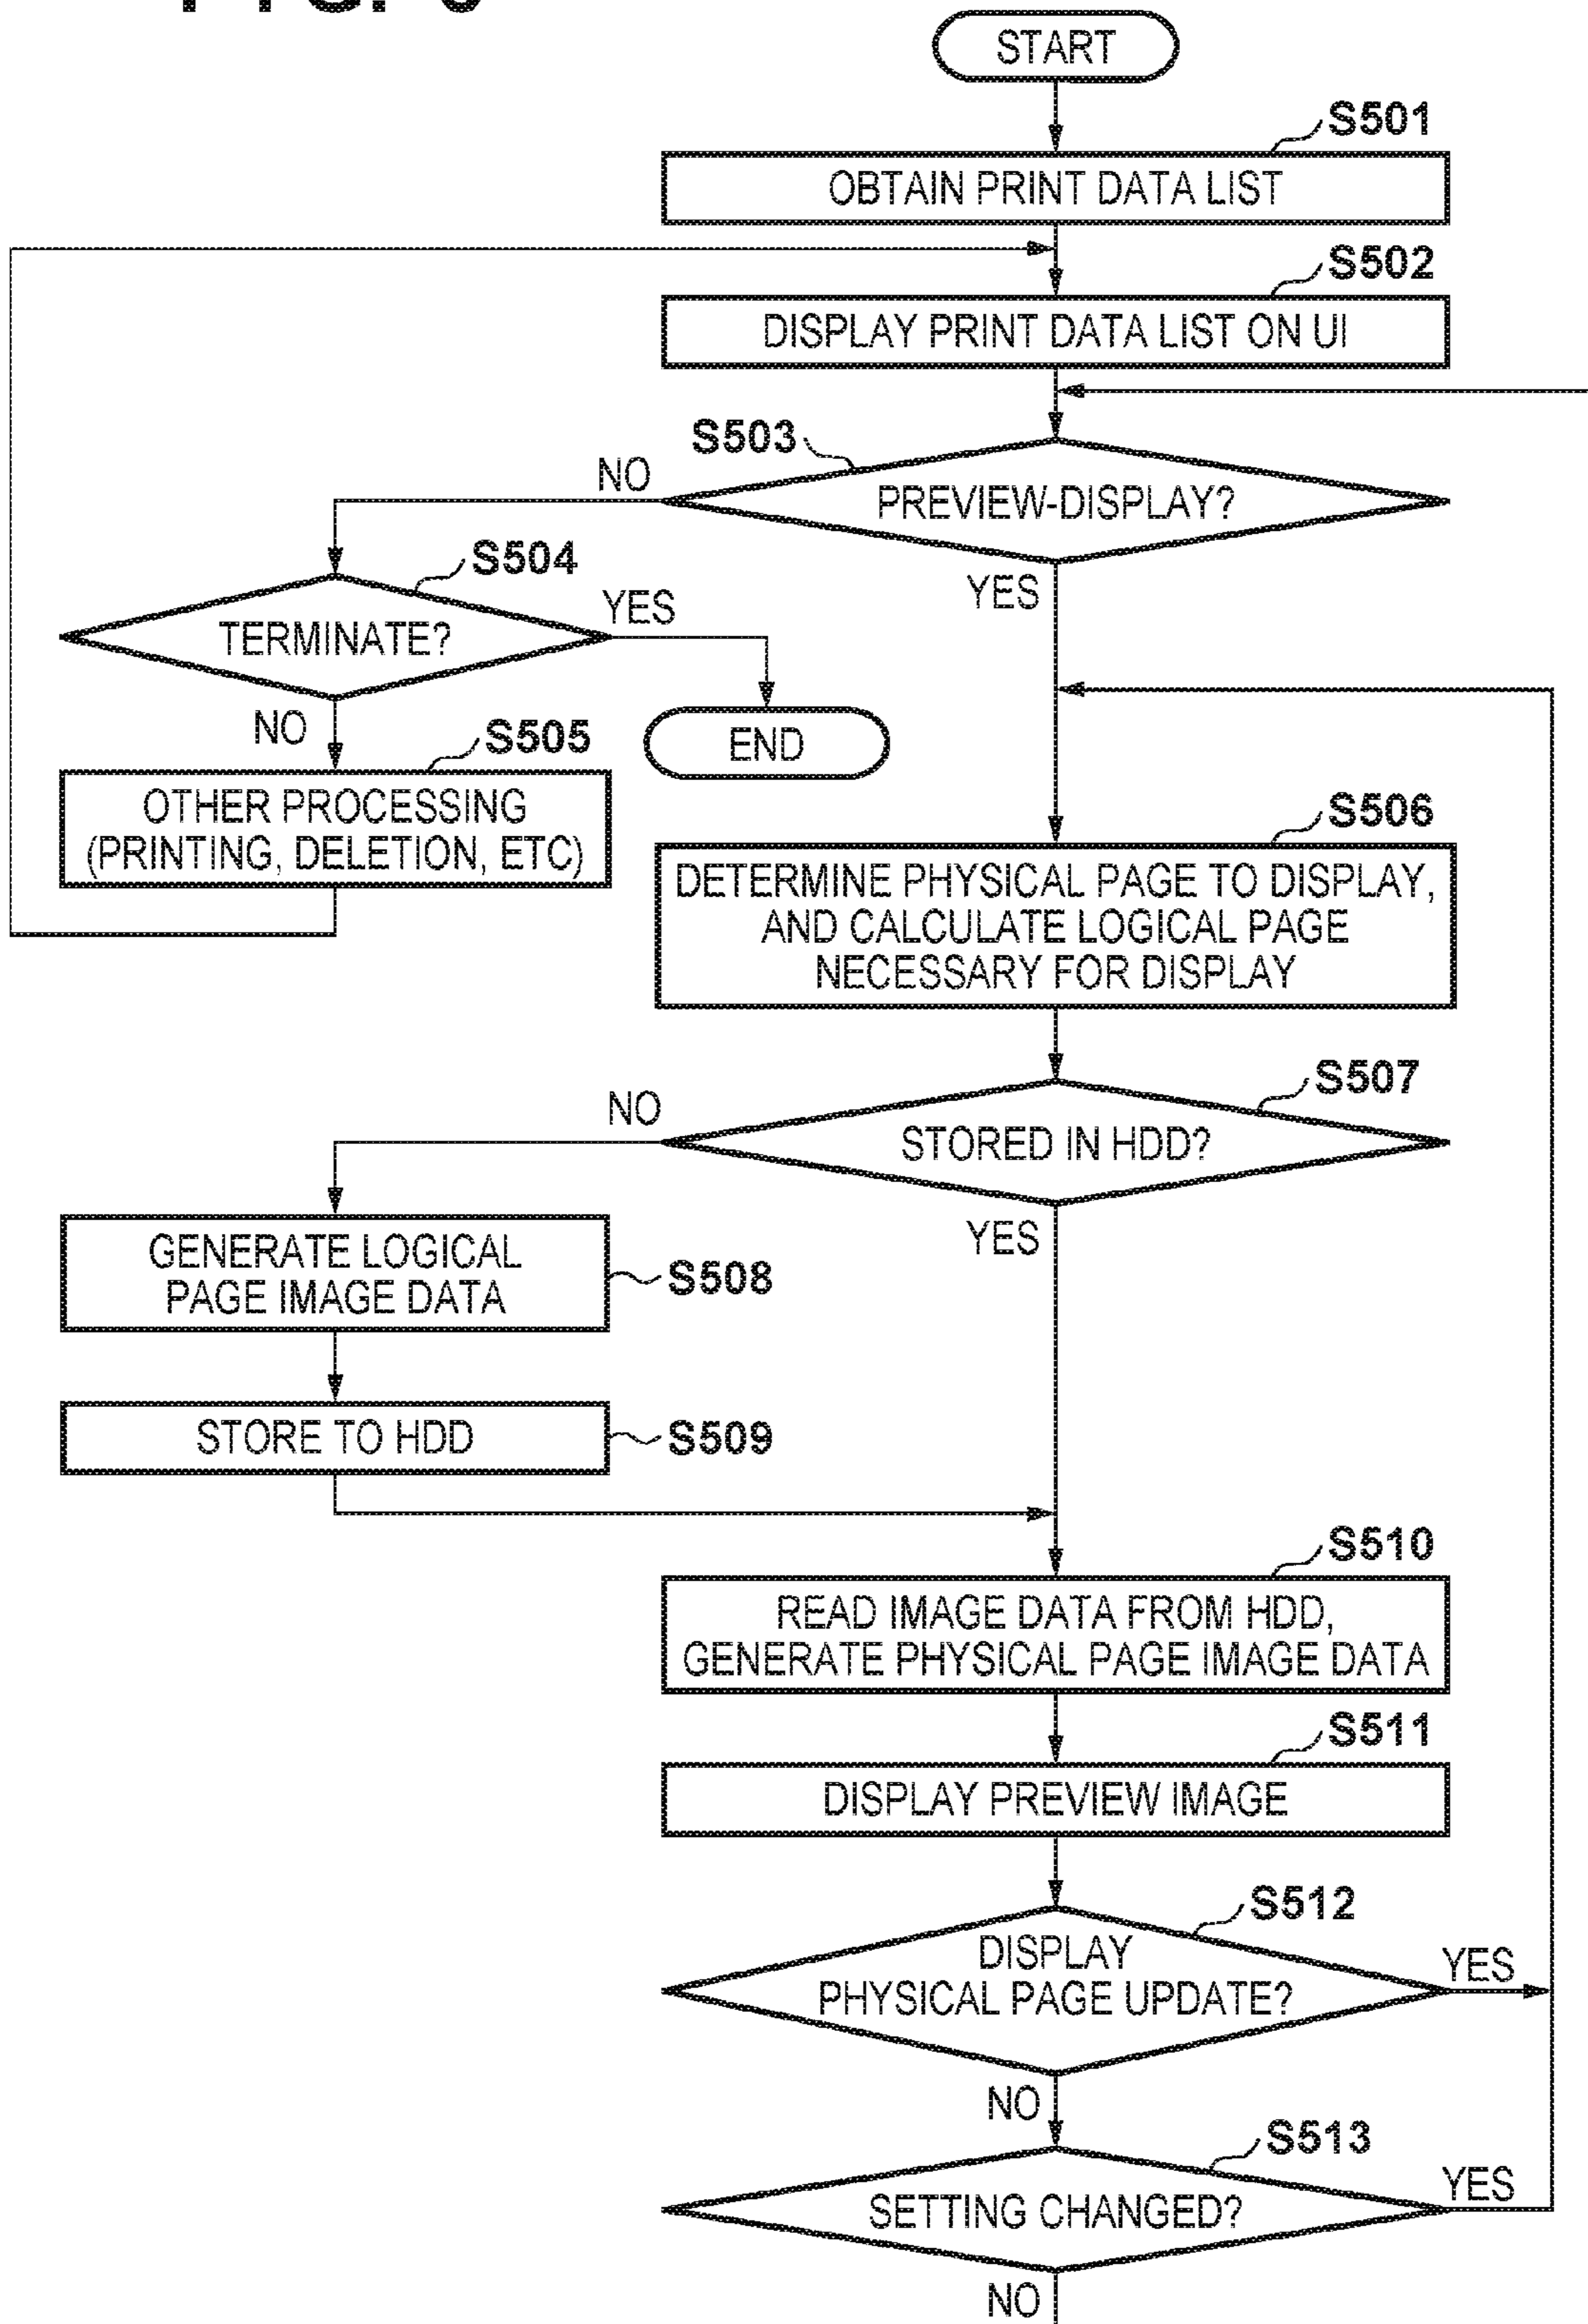 START
S501
OBTAIN PRINT DATA LIST
S502
DISPLAY PRINT DATA LIST ON UI
S503
NO
PREVIEW-DISPLAY?
YES
S504
TERMINATE?
YES
NO
END
S505
OTHER PROCESSING
(PRINTING, DELETION, ETC)
S506
DETERMINE PHYSICAL PAGE TO DISPLAY,
AND CALCULATE LOGICAL PAGE
NECESSARY FOR DISPLAY
S507
NO
STORED IN HDD?
YES
GENERATE LOGICAL
PAGE IMAGE DATA
S508
STORE TO HDD
S509
S510
READ IMAGE DATA FROM HDD,
GENERATE PHYSICAL PAGE IMAGE DATA
S511
DISPLAY PREVIEW IMAGE
S512
DISPLAY
PHYSICAL PAGE UPDATE?
YES
NO
S513
SETTING CHANGED?
YES
NO